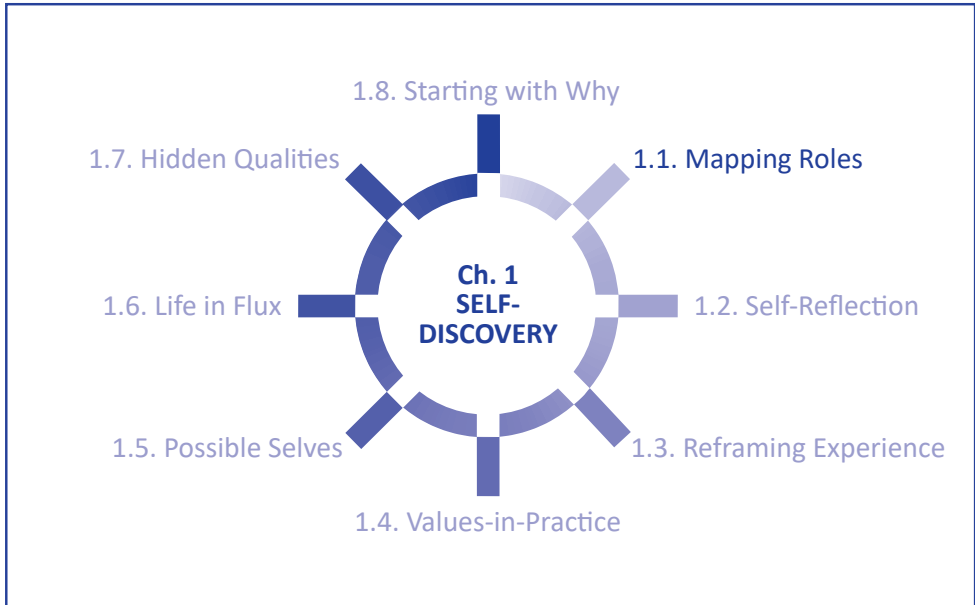 1.8. Starting with Why
1.7. Hidden Qualities
1.1. Mapping Roles
Ch. 1
SELF-
DISCOVERY
1.6. Life in Flux
1.2. Self-Reflection
1.5. Possible Selves
1.3. Reframing Experience
1.4. Values-in-Practice